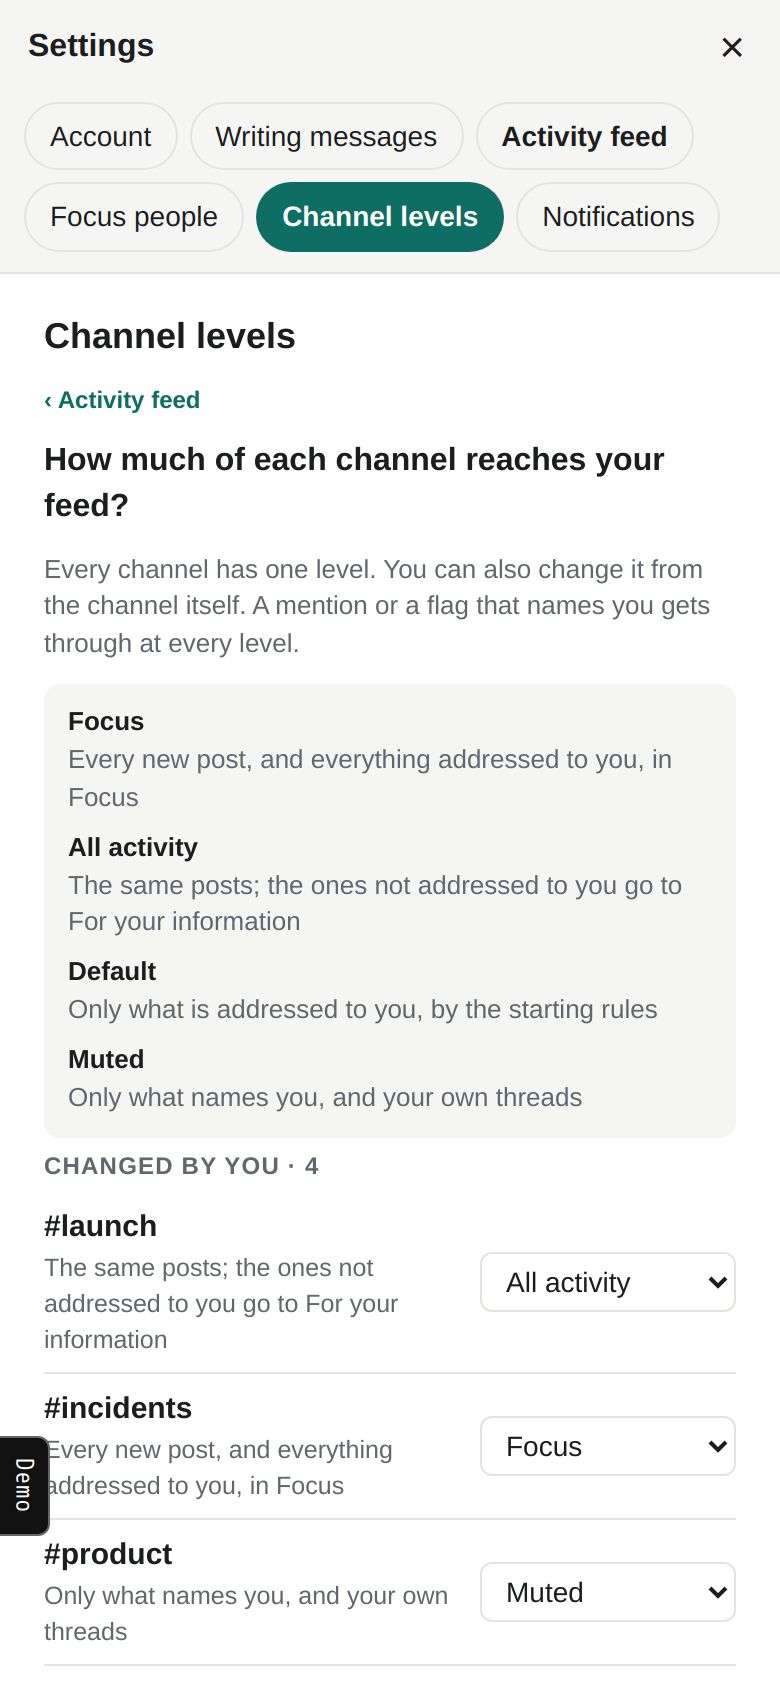 Settings
×
Account
Writing messages
Activity feed
Focus people
Channel levels
Notifications
Channel levels
‹ Activity feed
How much of each channel reaches your
feed?
Every channel has one level. You can also change it from
the channel itself. A mention or a flag that names you gets
through at every level.
Focus
Every new post, and everything addressed to you, in
Focus
All activity
The same posts; the ones not addressed to you go to
For your information
Default
Only what is addressed to you, by the starting rules
Muted
Only what names you, and your own threads
CHANGED BY YOU · 4
#launch
The same posts; the ones not
addressed to you go to For your
information
All activity
#incidents
Every new post, and everything
addressed to you, in Focus
Focus
Demo
#product
Only what names you, and your own
threads
Muted